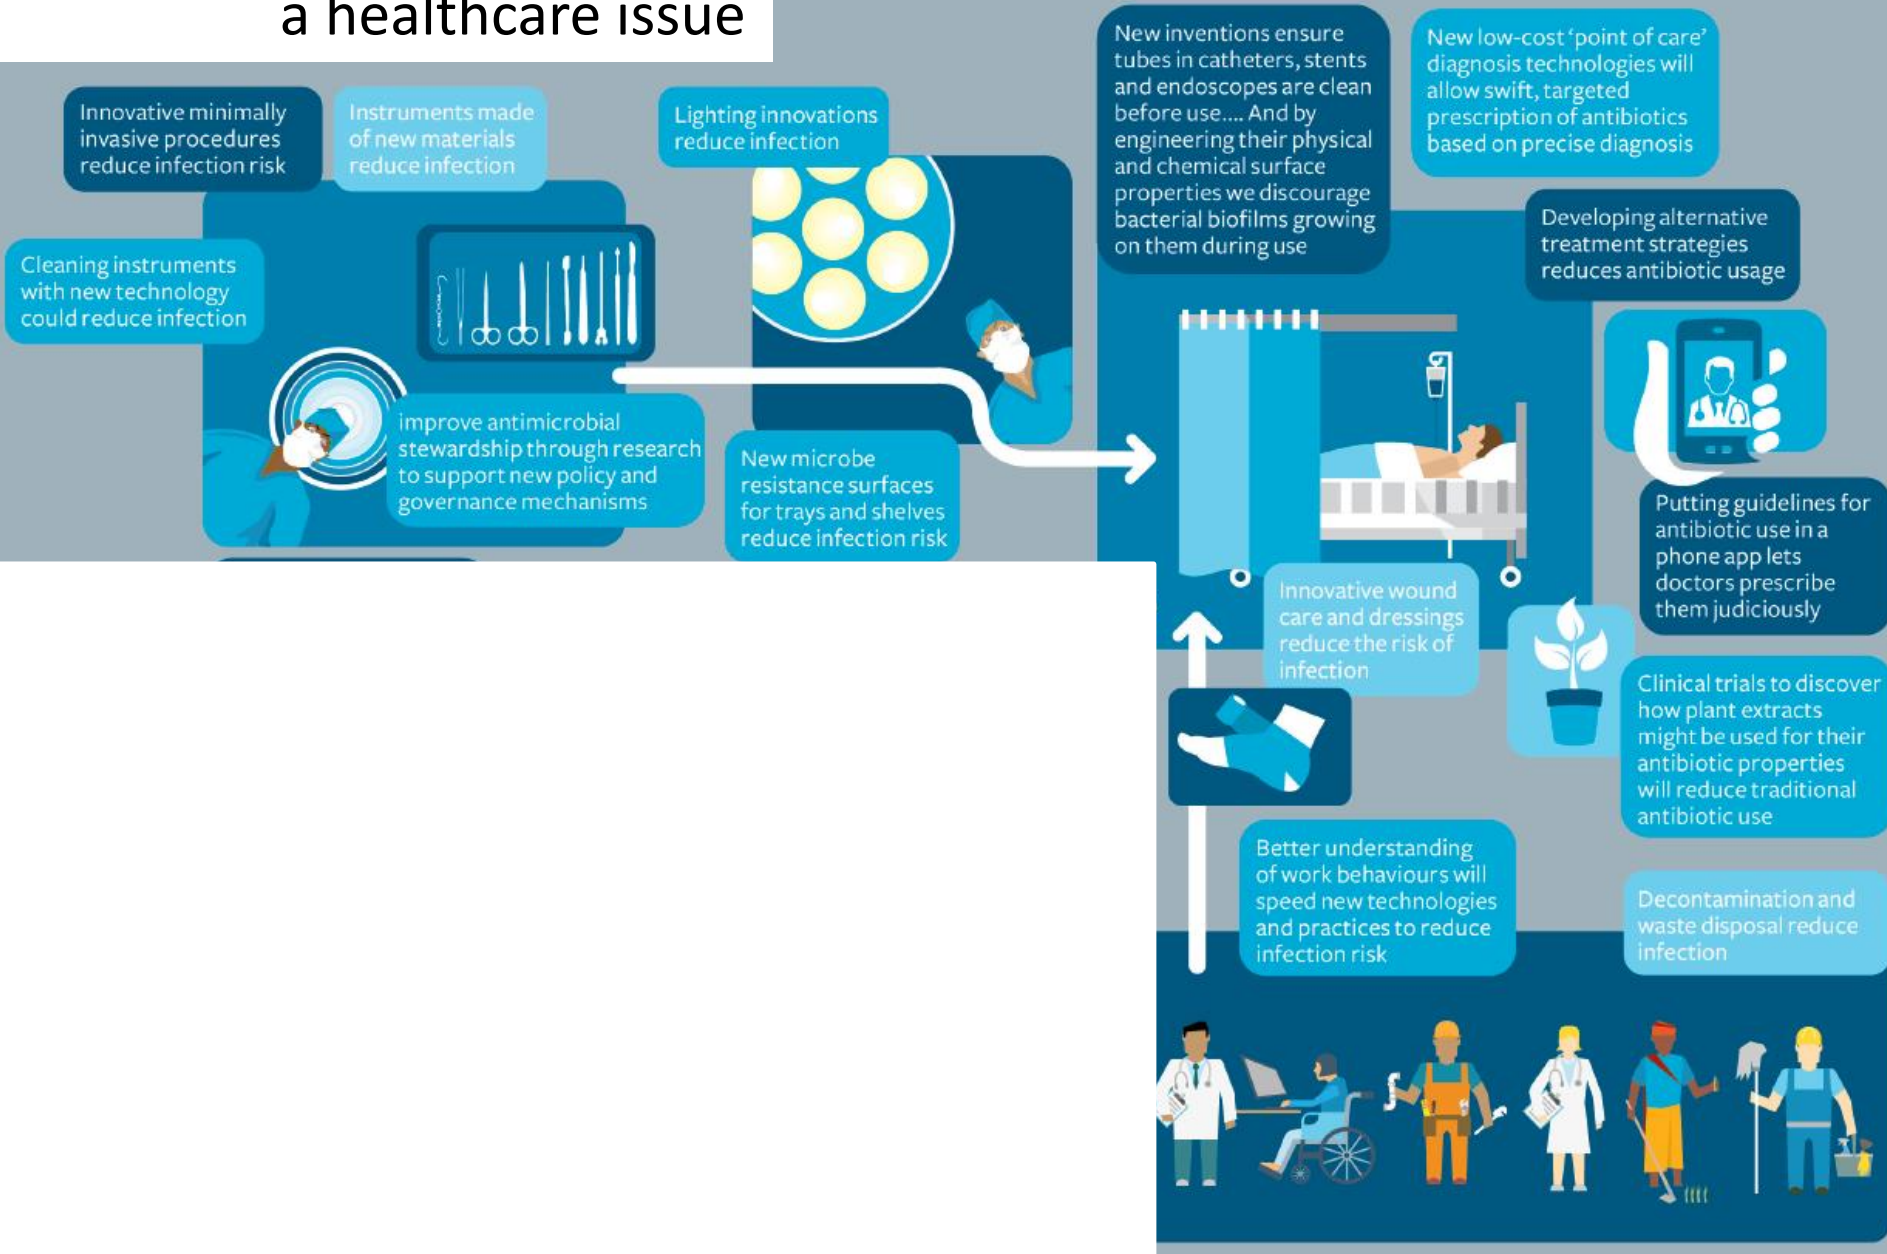 a healthcare issue
Innovative minimally
invasive procedures
reduce infection risk
Instruments made
of new materials
reduce infection
Lighting innovations
reduce infection
New inventions ensure
tubes in catheters, stents
and endoscopes are clean
before use.... And by
engineering their physical
and chemical surface
properties we discourage
bacterial biofilms growing
on them during use
New low-cost ‘point of care’
diagnosis technologies will
allow swift, targeted
prescription of antibiotics
based on precise diagnosis
Developing alternative
treatment strategies
reduces antibiotic usage
Cleaning instruments
with new technology
could reduce infection
improve antimicrobial
stewardship through research
to support new policy and
governance mechanisms
New microbe
resistance surfaces
for trays and shelves
reduce infection risk
Putting guidelines for
antibiotic use in a
phone app lets
doctors prescribe
them judiciously
Innovative wound
care and dressings
reduce the risk of
infection
Clinical trials to discover
how plant extracts
might be used for their
antibiotic properties
will reduce traditional
antibiotic use
Better understanding
of work behaviours will
speed new technologies
and practices to reduce
infection risk
Decontamination and
waste disposal reduce
infection